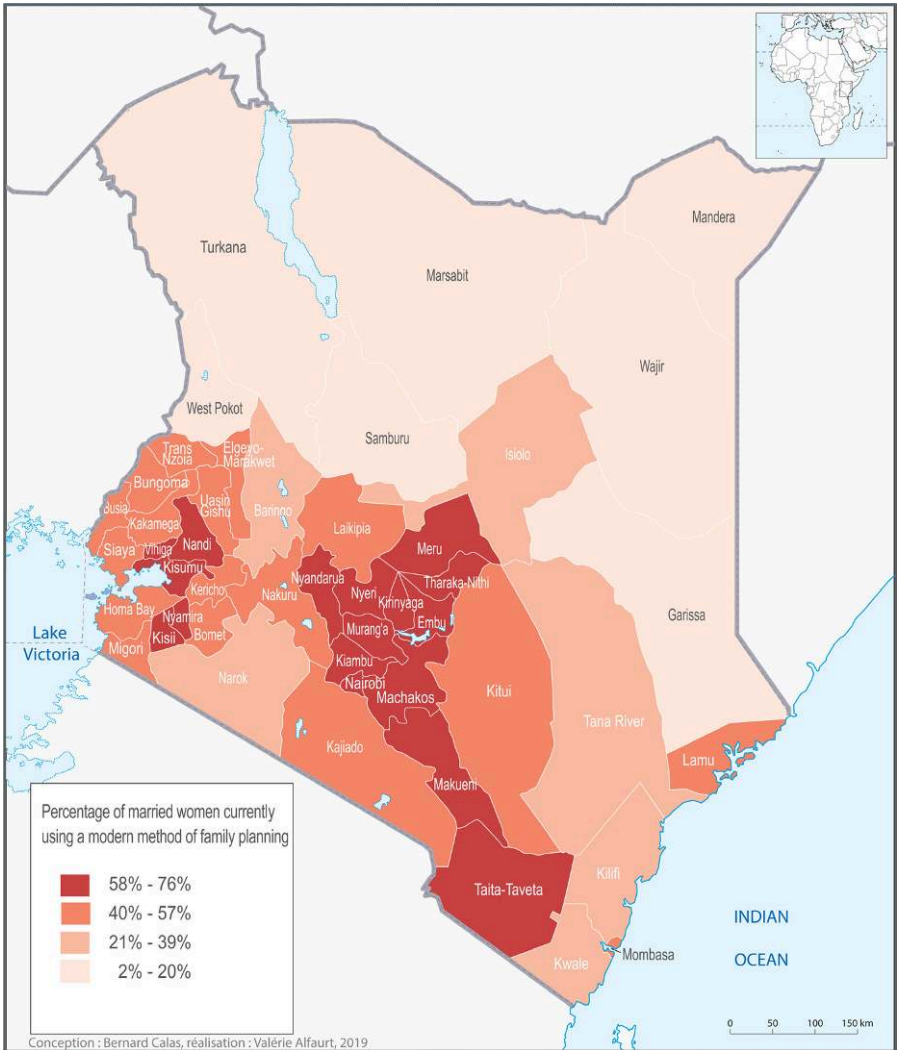 Turkana
Marsabit
Mandera
Wajir
West Pokot
Samburu
Isiolo
Trans
Nzoia
Elgeyo-
Marakwet
Bungoma
Uasin
Gishu
Baringo
Busia
Kakamega
Laikipia
Siaya
Vihiga
Nandi
Meru
Kisumu
Kericho
Nyandarua
Tharaka-Nithi
Nyeri
Nakuru
Kirinyaga
Homa Bay
Nyamira
Embu
Garissa
Kisii
Bomet
Murang'a
Migori
Kiambu
Narok
Nairobi
Machakos
Kitui
Tana River
Lake
Victoria
Kajiado
Lamu
Makueni
Kilifi
Taita-Taveta
Mombasa
Kwale
INDIAN
OCEAN
Percentage of married women currently
using a modern method of family planning
58% - 76%
40% - 57%
21% - 39%
2% - 20%
0 50 100 150 km
Conception : Bernard Calas, réalisation : Valérie Alfaurt, 2019